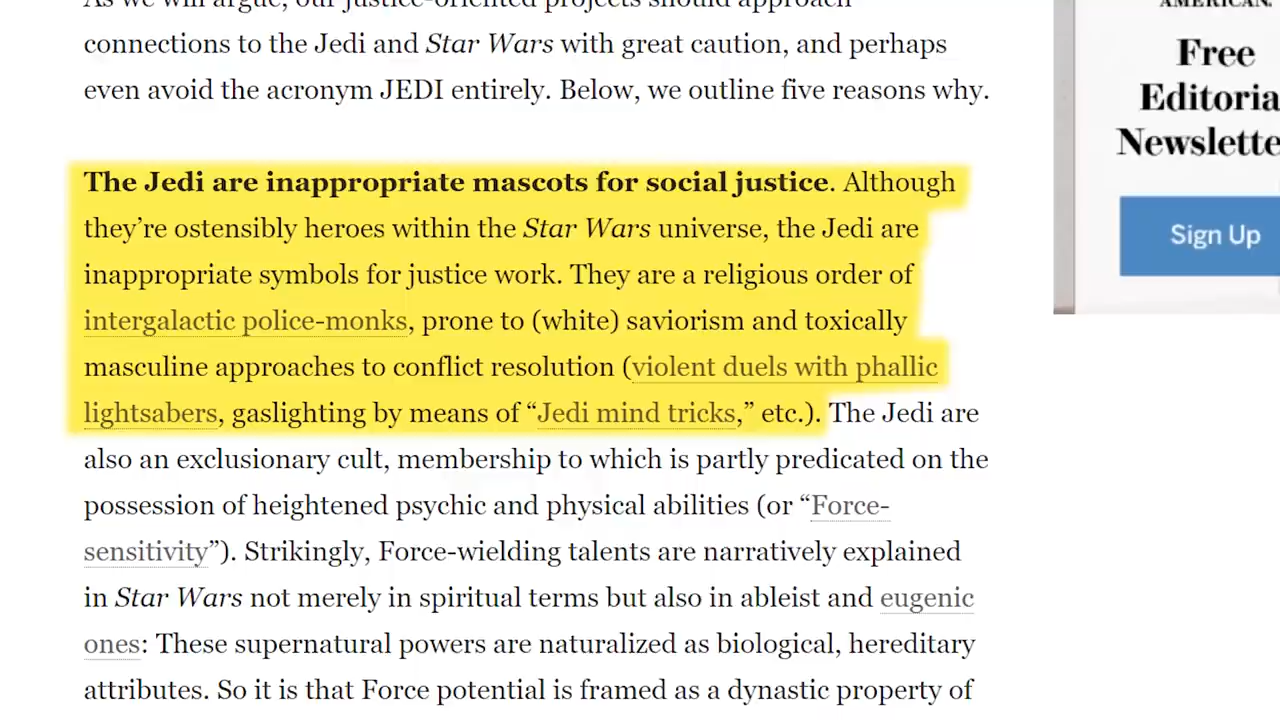 As we will argue, our justice-oriented projects should approach
connections to the Jedi and Star Wars with great caution, and perhaps
even avoid the acronym JEDI entirely. Below, we outline five reasons why.
The Jedi are inappropriate mascots for social justice. Although
they’re ostensibly heroes within the Star Wars universe, the Jedi are
inappropriate symbols for justice work. They are a religious order of
intergalactic police-monks, prone to (white) saviorism and toxically
masculine approaches to conflict resolution (violent duels with phallic
lightsabers, gaslighting by means of “Jedi mind tricks,” etc.). The Jedi are
also an exclusionary cult, membership to which is partly predicated on the
possession of heightened psychic and physical abilities (or “Force-
sensitivity”). Strikingly, Force-wielding talents are narratively explained
in Star Wars not merely in spiritual terms but also in ableist and eugenic
ones: These supernatural powers are naturalized as biological, hereditary
attributes. So it is that Force potential is framed as a dynastic property of
AMERICAN.
Free
Editoria
Newslette
Sign Up